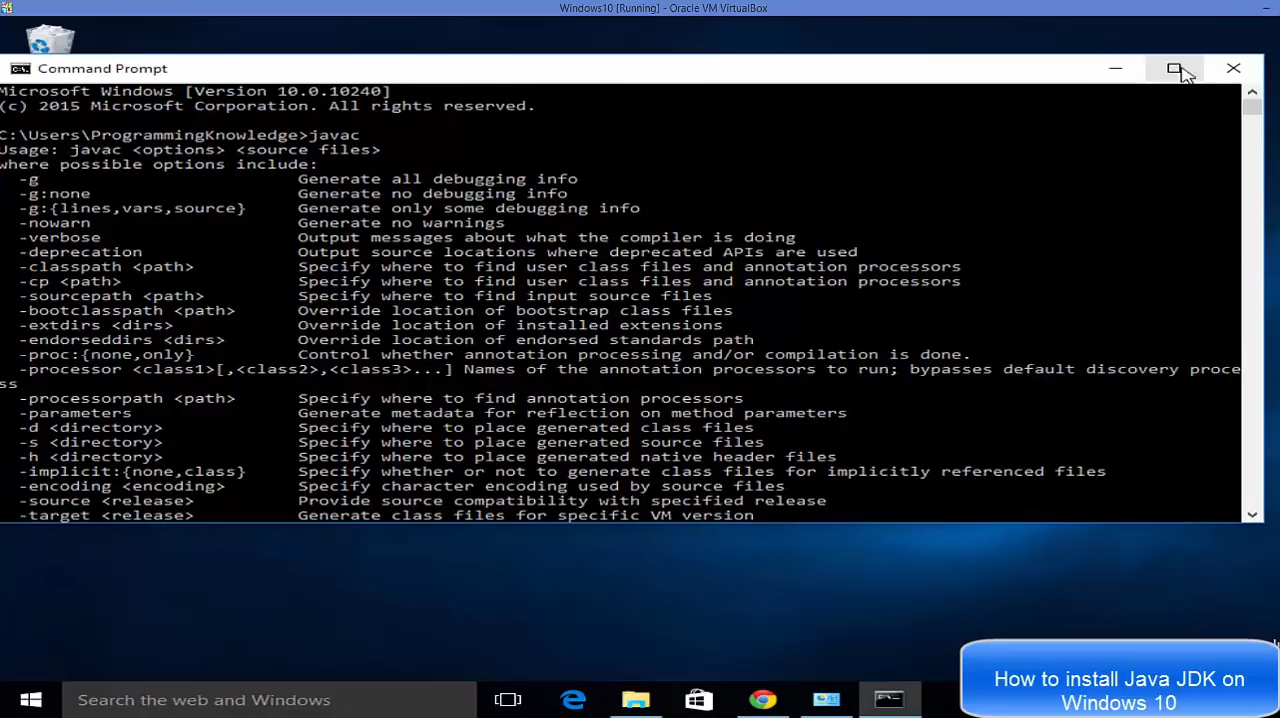 Windows10 [Running] - Oracle VM VirtualBox
Command Prompt
Microsoft Windows [Version 10.0.10240]
(c) 2015 Microsoft Corporation. All rights reserved.
C:\Users\ProgrammingKnowledge>javac
Usage: javac <options> <source files>
where possible options include:
-g Generate all debugging info
-g:none Generate no debugging info
-g:{lines,vars,source} Generate only some debugging info
-nowarn Generate no warnings
-verbose Output messages about what the compiler is doing
-deprecation Output source locations where deprecated APIs are used
-classpath <path> Specify where to find user class files and annotation processors
-cp <path> Specify where to find user class files and annotation processors
-sourcepath <path> Specify where to find input source files
-bootclasspath <path> Override location of bootstrap class files
-extdirs <dirs> Override location of installed extensions
-endorseddirs <dirs> Override location of endorsed standards path
-proc:{none,only} Control whether annotation processing and/or compilation is done.
-processor <class1>[,<class2>,<class3>...] Names of the annotation processors to run; bypasses default discovery proce
ss
-processorpath <path> Specify where to find annotation processors
-parameters Generate metadata for reflection on method parameters
-d <directory> Specify where to place generated class files
-s <directory> Specify where to place generated source files
-h <directory> Specify where to place generated native header files
-implicit:{none,class} Specify whether or not to generate class files for implicitly referenced files
-encoding <encoding> Specify character encoding used by source files
-source <release> Provide source compatibility with specified release
-target <release> Generate class files for specific VM version
How to install Java JDK on
Windows 10
Search the web and Windows